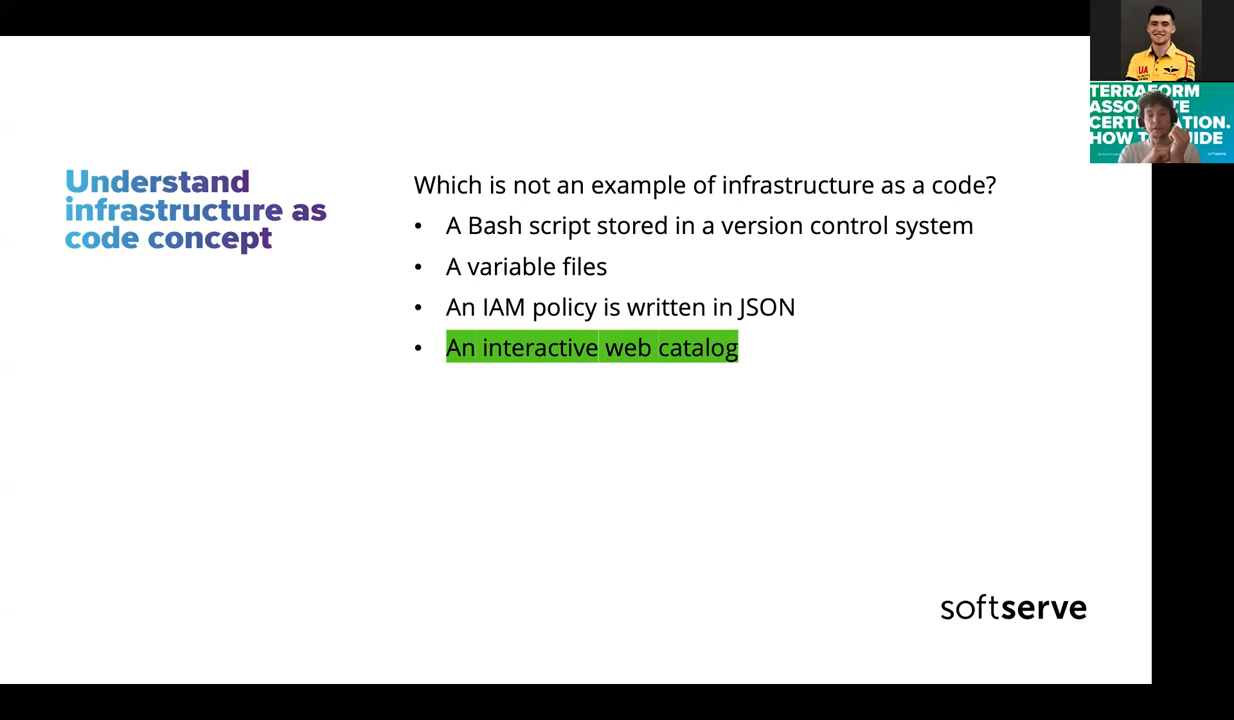 Understand
infrastructure as
code concept
Which is not an example of infrastructure as a code?
• A Bash script stored in a version control system
• A variable files
• An IAM policy is written in JSON
• An interactive web catalog
softserve
UA
TERRAFORM